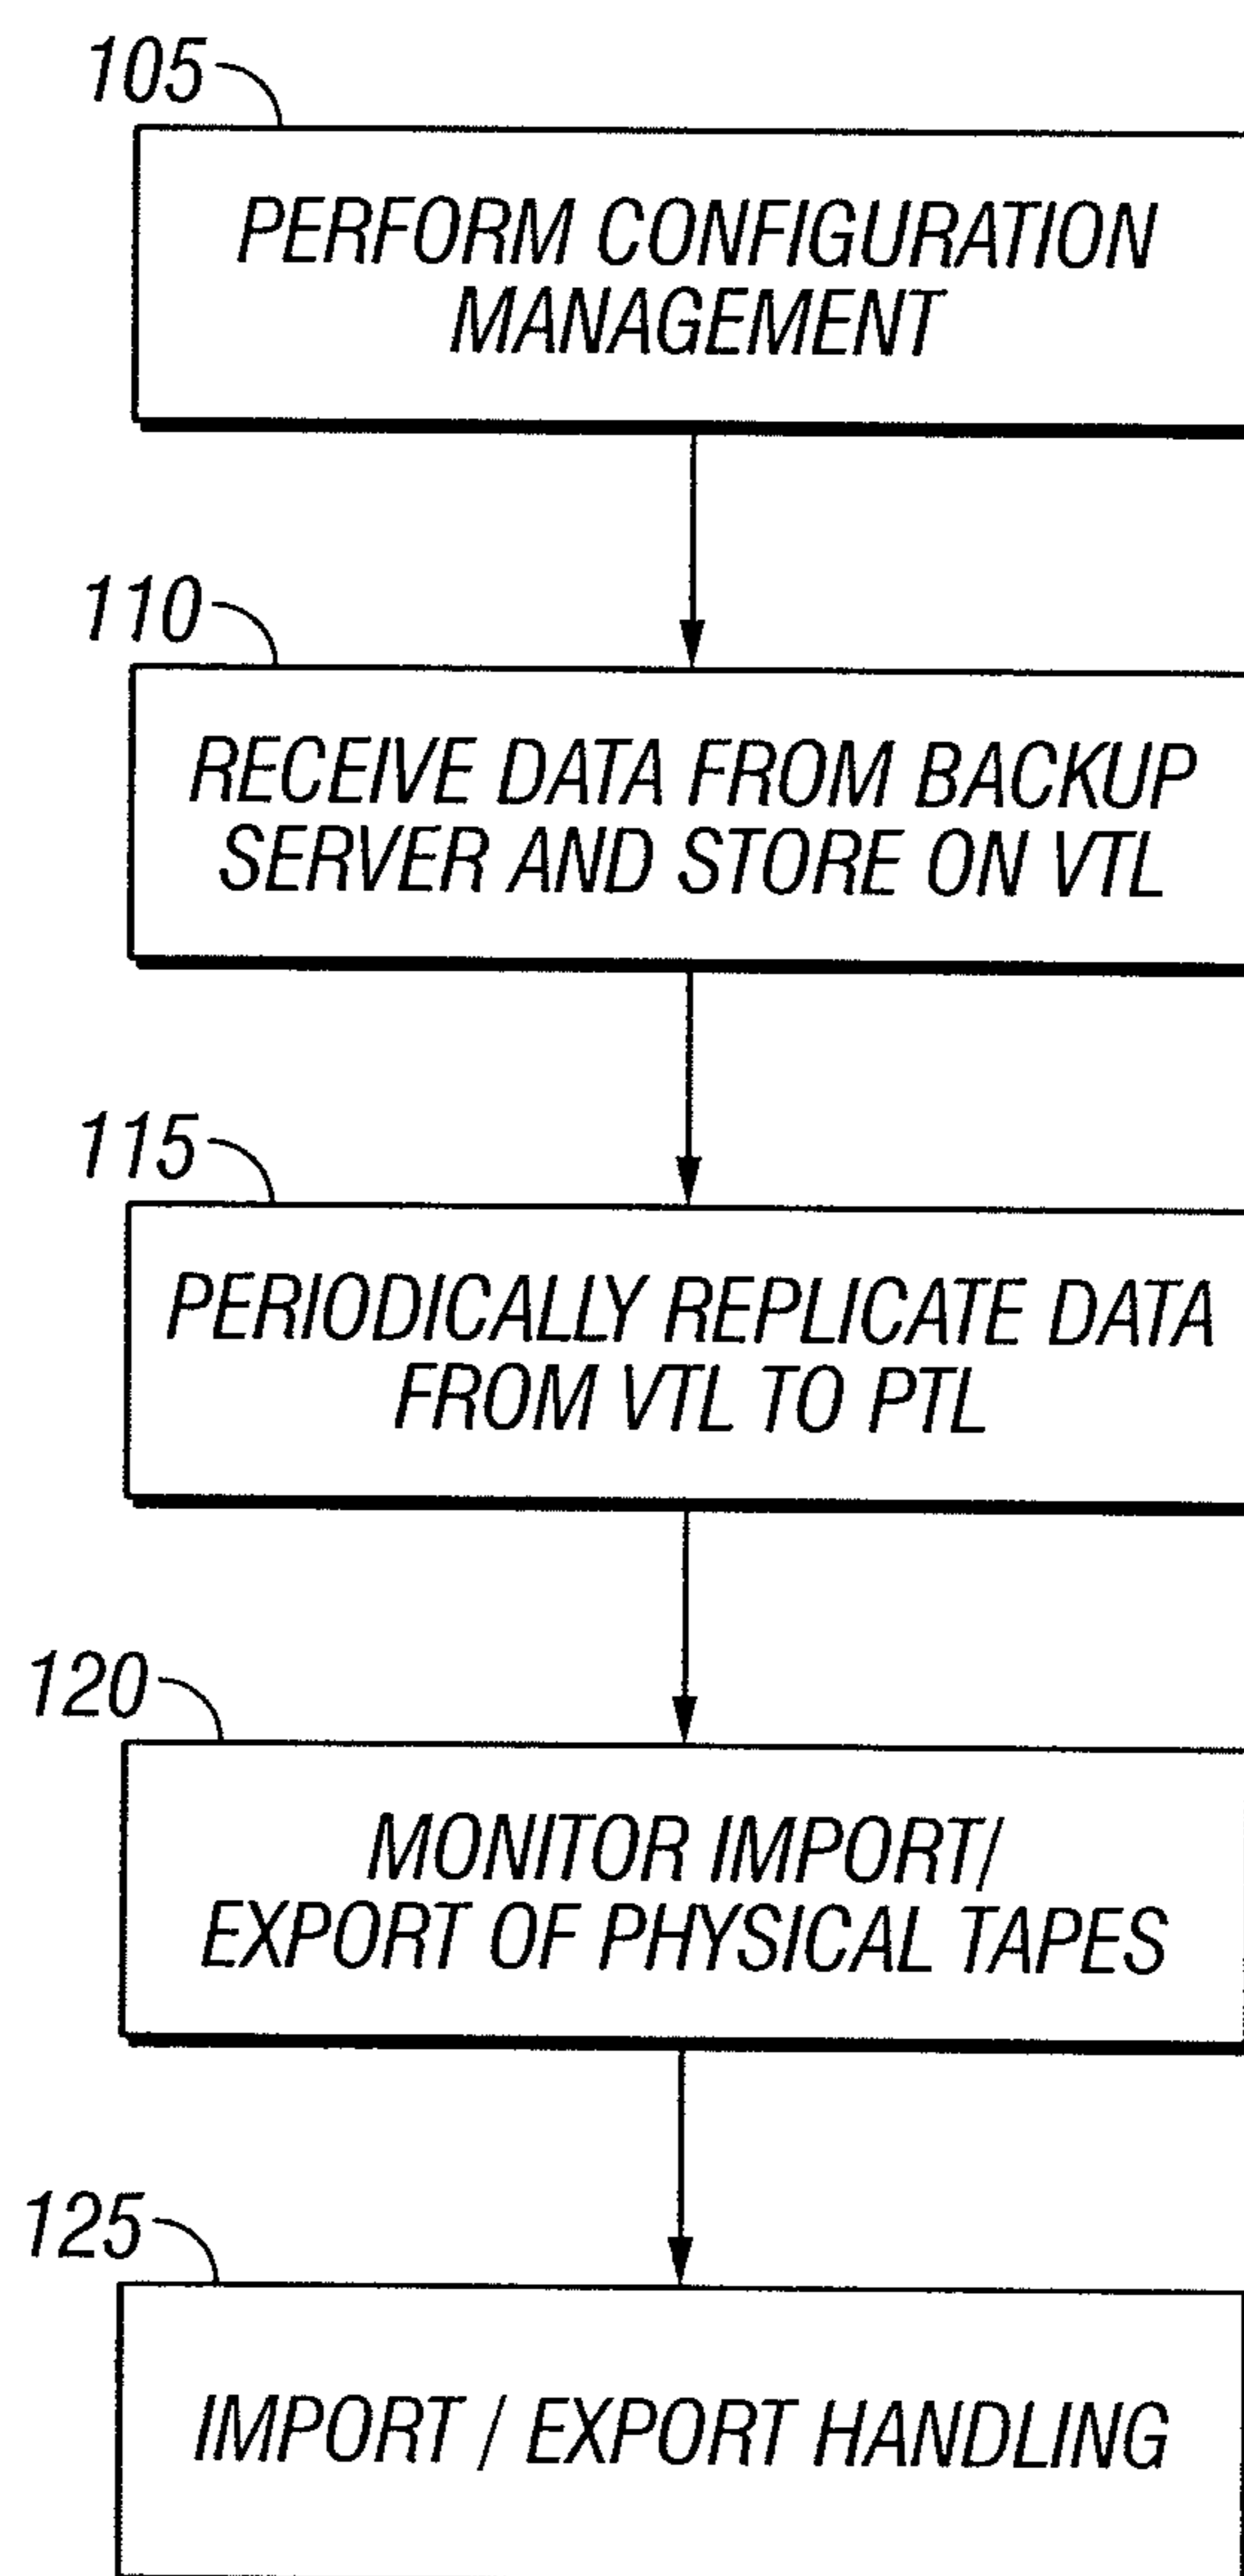 105
PERFORM CONFIGURATION
MANAGEMENT
110
RECEIVE DATA FROM BACKUP
SERVER AND STORE ON VTL
115
PERIODICALLY REPLICATE DATA
FROM VTL TO PTL
120
MONITOR IMPORT/
EXPORT OF PHYSICAL TAPES
125
IMPORT / EXPORT HANDLING